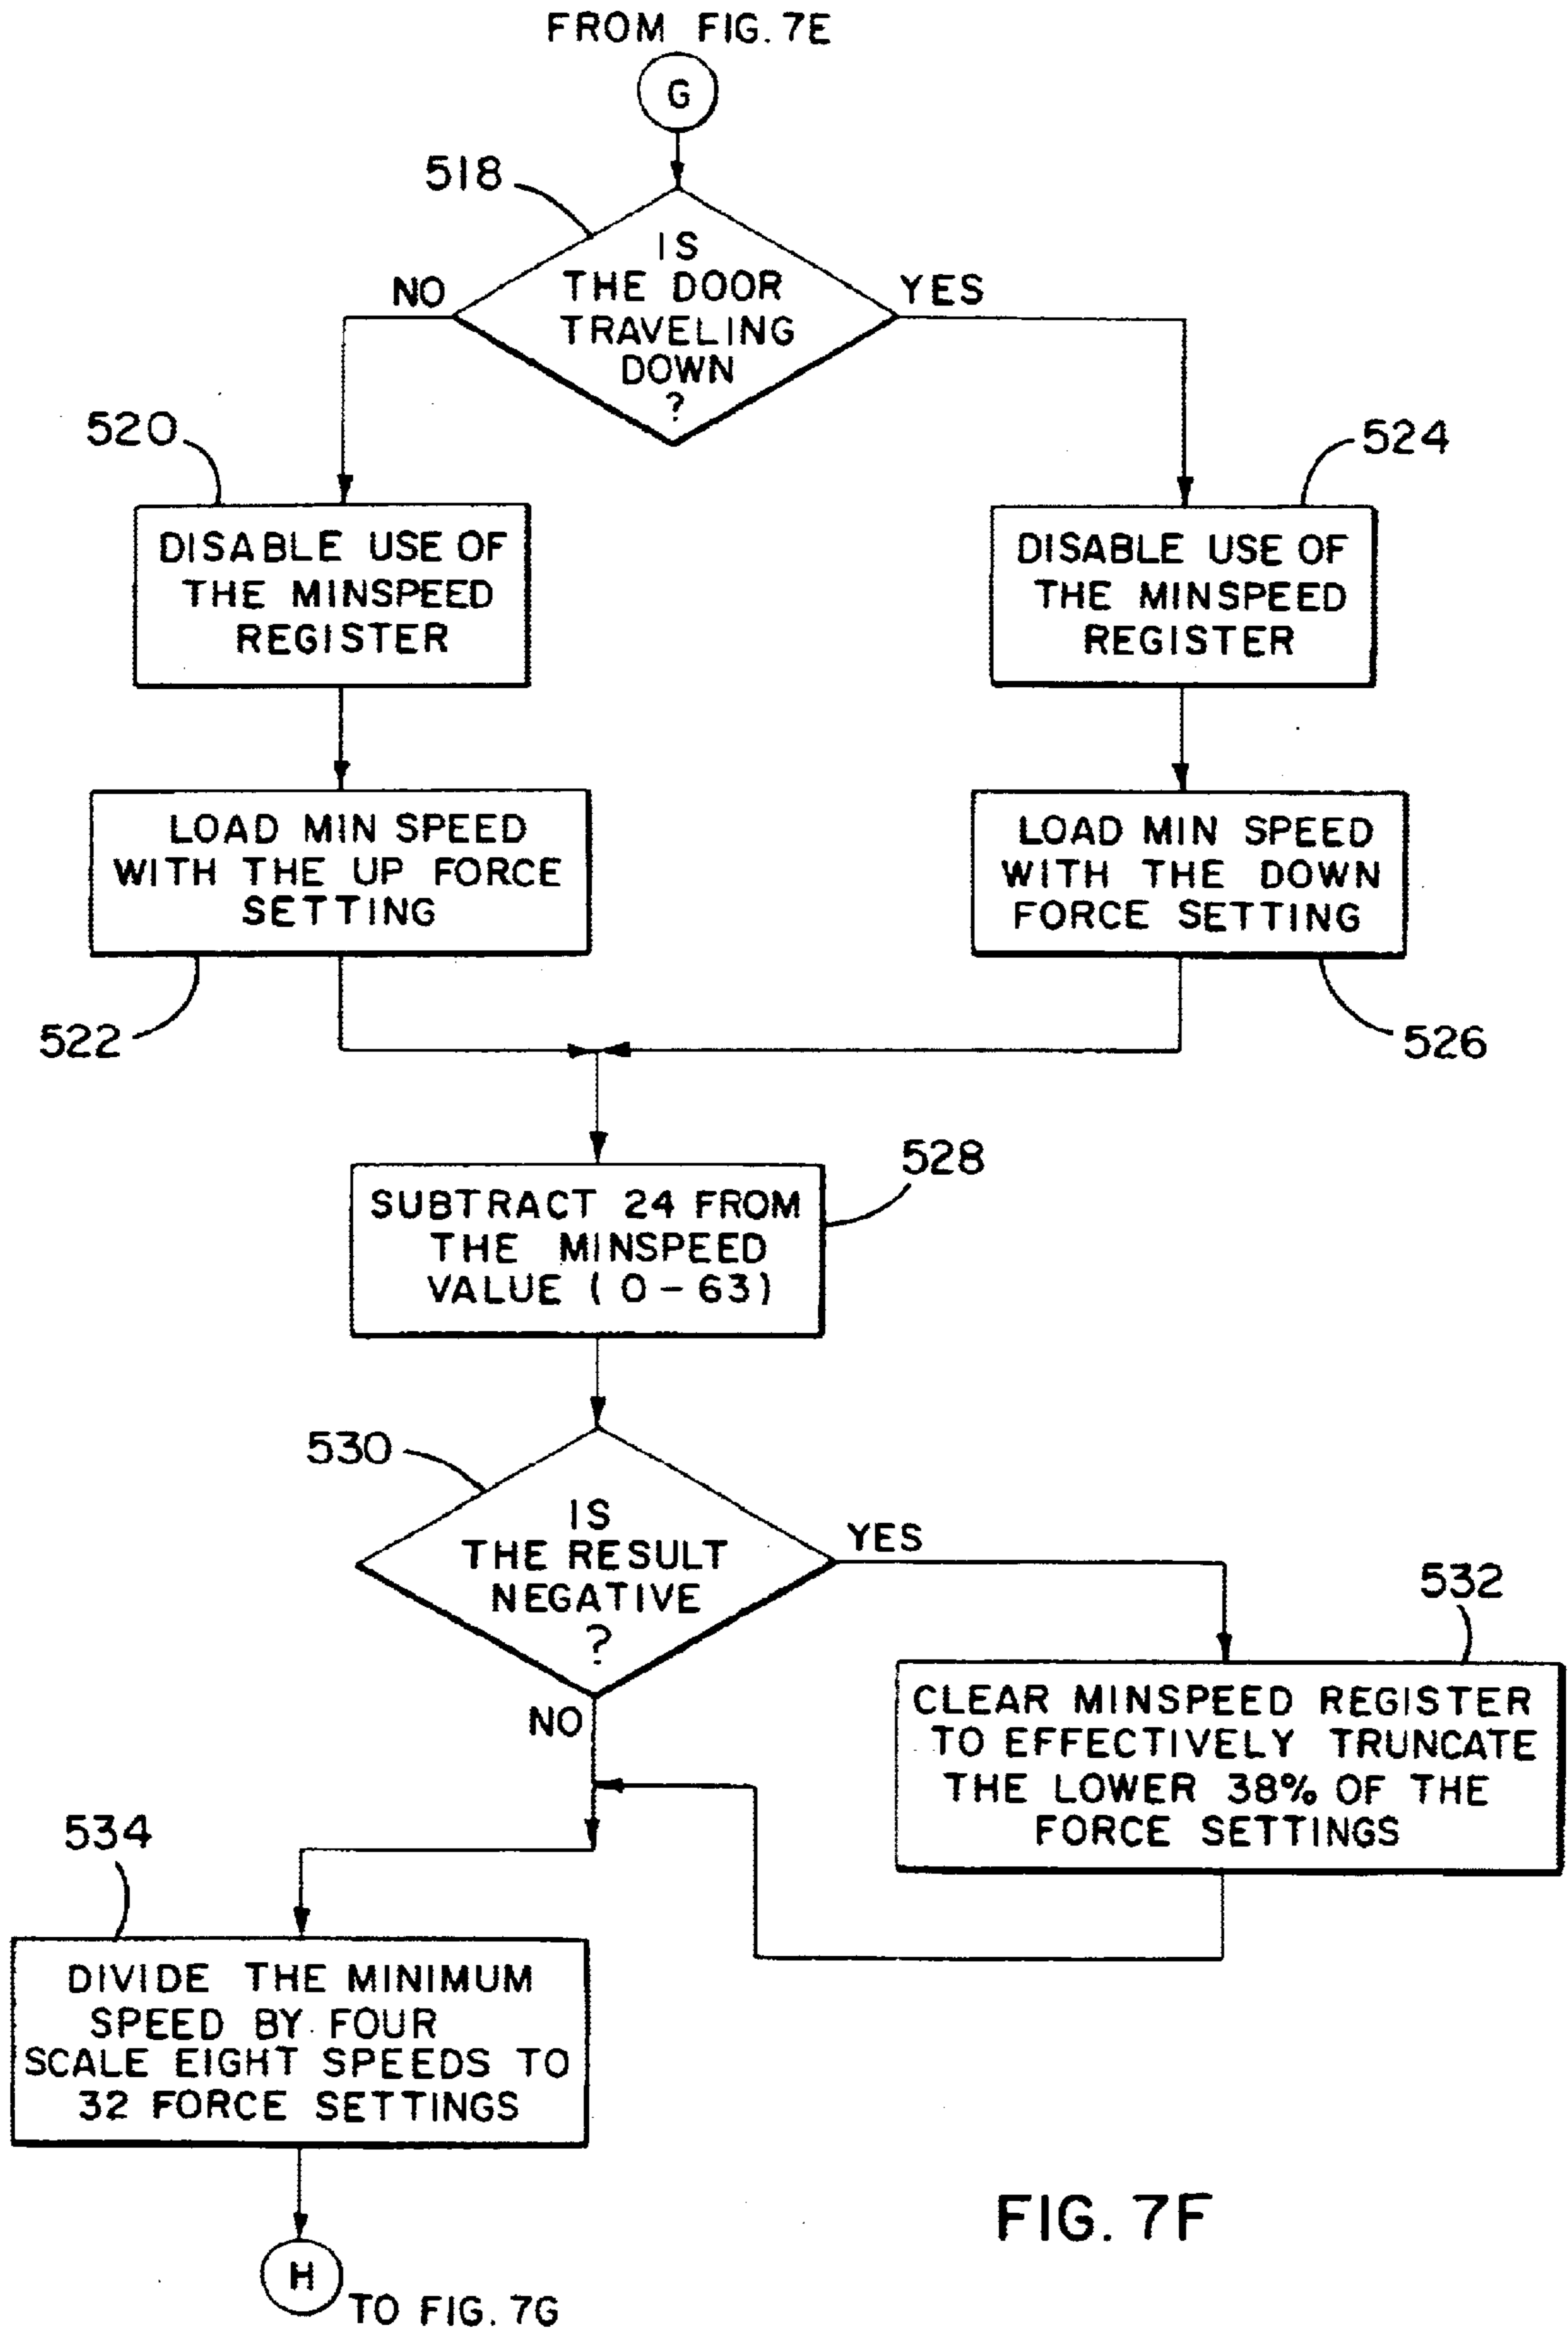 FROM FIG. 7E
G
518
IS
THE DOOR
TRAVELING
DOWN
?
NO
YES
520
524
DISABLE USE OF
THE MINSPEED
REGISTER
DISABLE USE OF
THE MINSPEED
REGISTER
LOAD MIN SPEED
WITH THE UP FORCE
SETTING
LOAD MIN SPEED
WITH THE DOWN
FORCE SETTING
522
526
528
SUBTRACT 24 FROM
THE MINSPEED
VALUE (0-63)
530
IS
THE RESULT
NEGATIVE
?
YES
NO
532
CLEAR MINSPEED REGISTER
TO EFFECTIVELY TRUNCATE
THE LOWER 38% OF THE
FORCE SETTINGS
534
DIVIDE THE MINIMUM
SPEED BY FOUR
SCALE EIGHT SPEEDS TO
32 FORCE SETTINGS
H
TO FIG. 7G
FIG. 7F